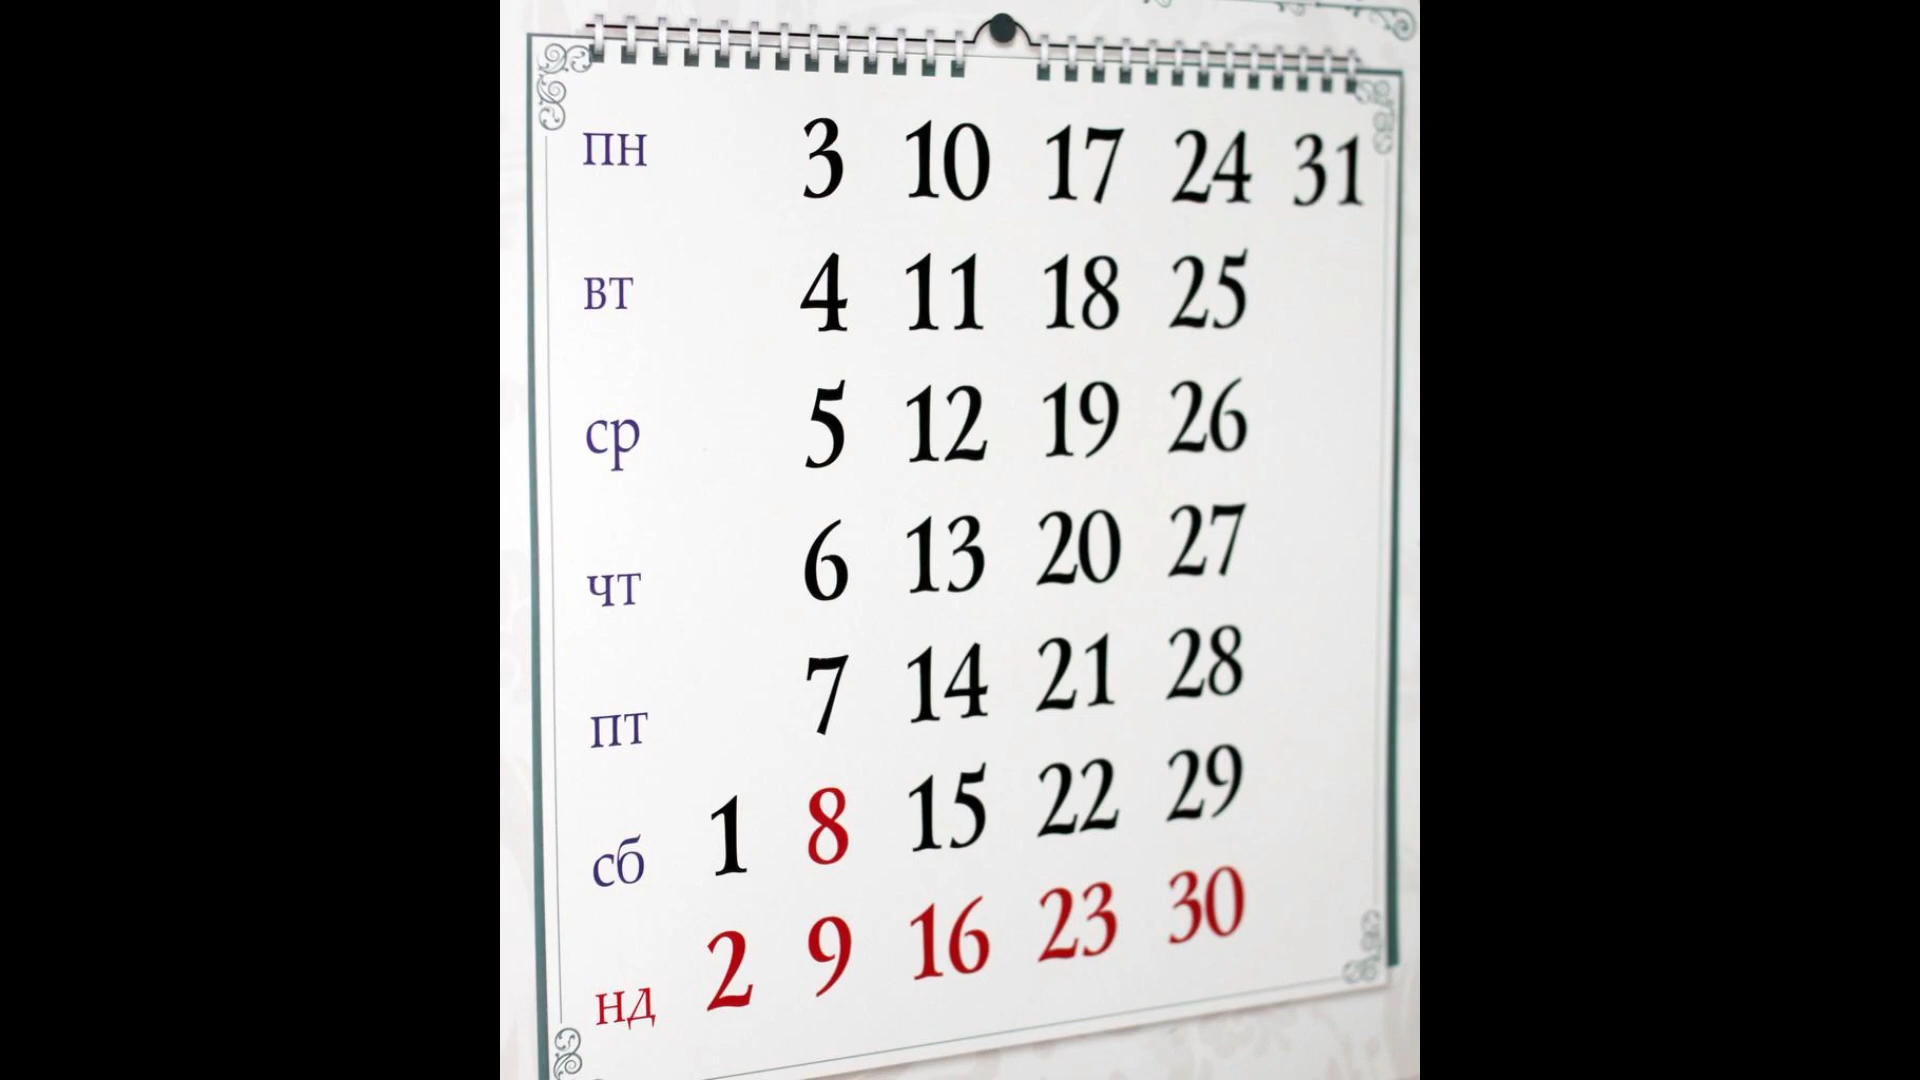 пн 3 10 17 24 31
вт 4 11 18 25
ср 5 12 19 26
чт 6 13 20 27
пт 7 14 21 28
сб 1 8 15 22 29
нд 2 9 16 23 30